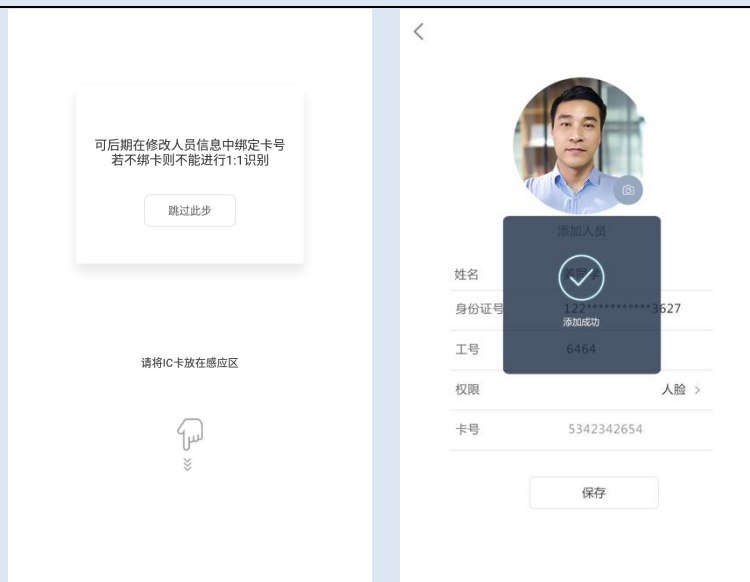 可后期在修改人员信息中绑定卡号
若不绑卡则不能进行1:1识别
跳过此步
请将IC卡放在感应区
添加人员
姓名
身份证号 122***********3627
添加成功
工号 6464
权限 人脸
卡号 5342342654
保存